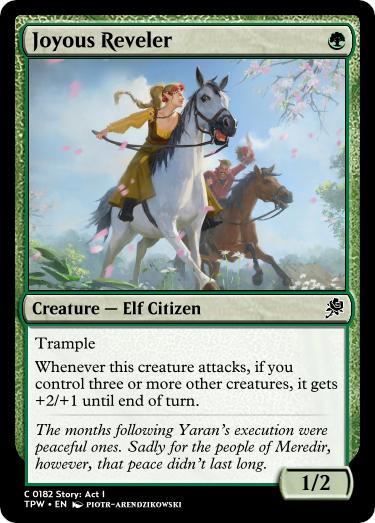 Joyous Reveler
Creature — Elf Citizen
Trample
Whenever this creature attacks, if you
control three or more other creatures, it gets
+2/+1 until end of turn.
The months following Yaran's execution were
peaceful ones. Sadly for the people of Meredir,
however, that peace didn't last long.
1/2
C 0182 Story: Act I
TPW • EN PIOTR-ARENDZIKOWSKI